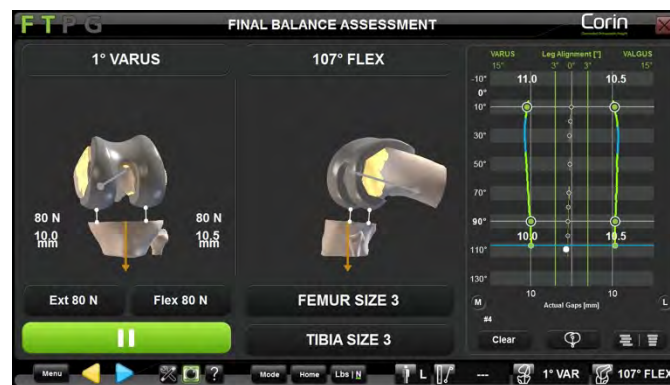 F T P G
FINAL BALANCE ASSESSMENT
Corin
1° VARUS
107° FLEX
VARUS
Leg Alignment [°]
VALGUS
15°
3°
0°
3°
15°
-10°
11.0
10.5
0°
10°
30°
50°
70°
90°
10.0
10.5
110°
130°
10
10
M
Actual Gaps [mm]
L
80 N
80 N
10.0
mm
10.5
mm
Ext 80 N
Flex 80 N
FEMUR SIZE 3
TIBIA SIZE 3
#4
Clear
Menu
?
Mode
Home
Lbs | N
L
---
1° VAR
107° FLEX